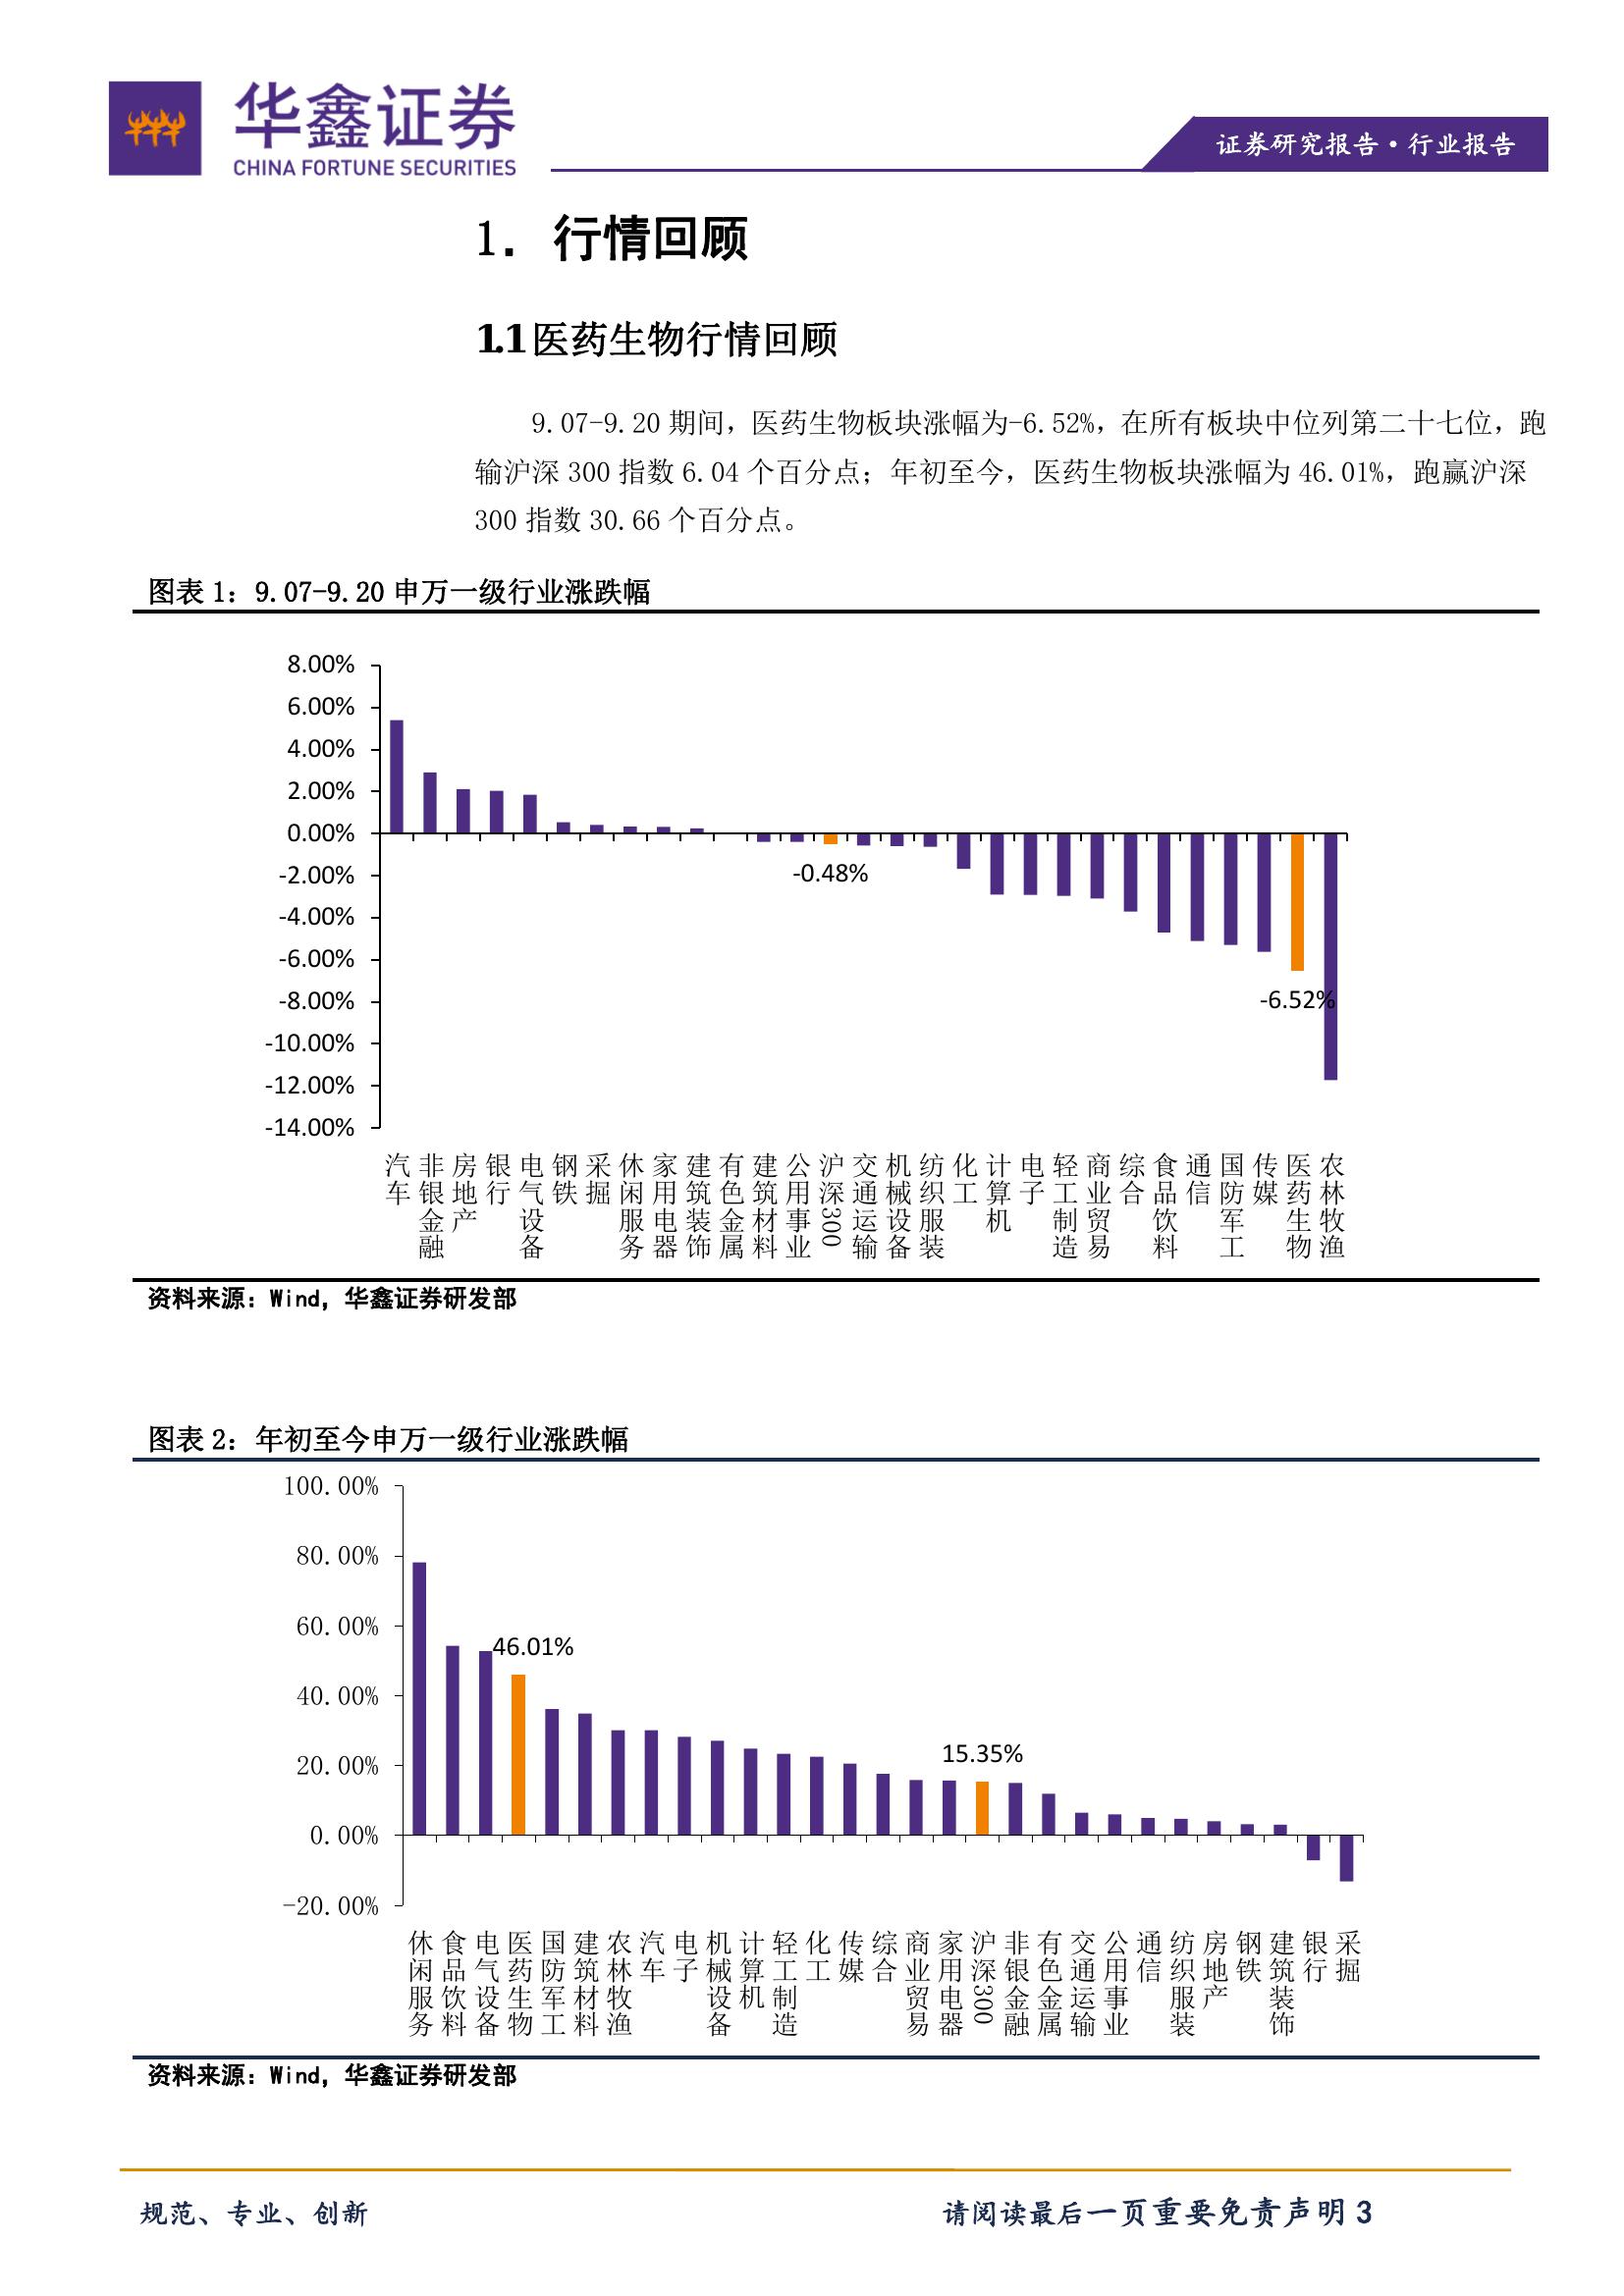 华鑫证券
CHINA FORTUNE SECURITIES
证券研究报告·行业报告
1. 行情回顾
1.1医药生物行情回顾
9.07-9.20 期间，医药生物板块涨幅为-6.52%，在所有板块中位列第二十七位，跑
输沪深 300 指数 6.04 个百分点；年初至今，医药生物板块涨幅为 46.01%，跑赢沪深
300 指数 30.66 个百分点。
图表 1：9.07-9.20 申万一级行业涨跌幅
8.00%
6.00%
4.00%
2.00%
0.00%
-2.00%
-4.00%
-6.00%
-8.00%
-10.00%
-12.00%
-14.00%
-0.48%
-6.52%
汽车
非银金融
房地产
银行
电气设备
钢铁
采掘
休闲服务
家用电器
建筑装饰
有色金属
建筑材料
公用事业
沪深300
交通运输
机械设备
纺织服装
化工
计算机
电子
轻工制造
商业贸易
综合
食品饮料
通信
国防军工
传媒
医药生物
农林牧渔
资料来源：Wind，华鑫证券研发部
图表 2：年初至今申万一级行业涨跌幅
100.00%
80.00%
60.00%
40.00%
20.00%
0.00%
-20.00%
46.01%
15.35%
休闲服务
食品饮料
电气设备
医药生物
国防军工
建筑材料
农林牧渔
汽车
电子
机械设备
计算机
轻工制造
化工
传媒
综合
商业贸易
家用电器
沪深300
非银金融
有色金属
交通运输
公用事业
通信
纺织服装
房地产
钢铁
建筑装饰
银行
采掘
资料来源：Wind，华鑫证券研发部
规范、专业、创新
请阅读最后一页重要免责声明 3